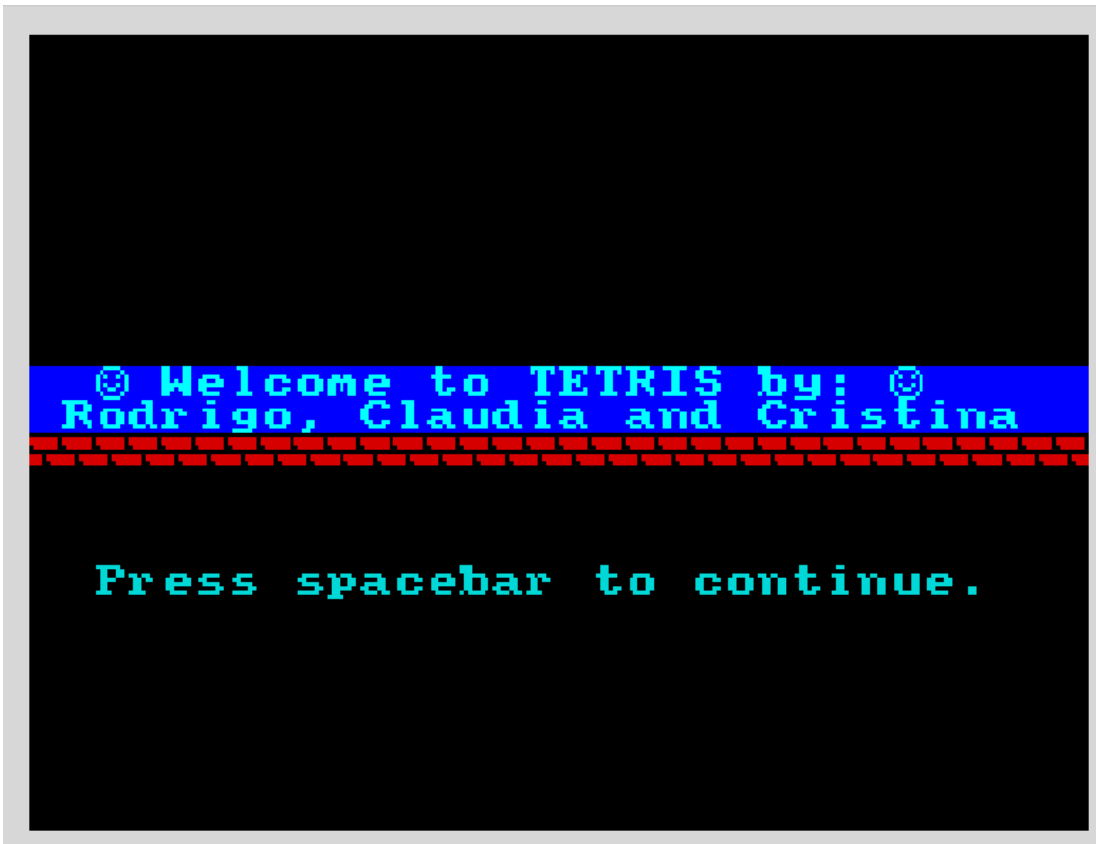 ☺ Welcome to TETRIS by: ☺
Rodrigo, Claudia and Cristina
Press spacebar to continue.